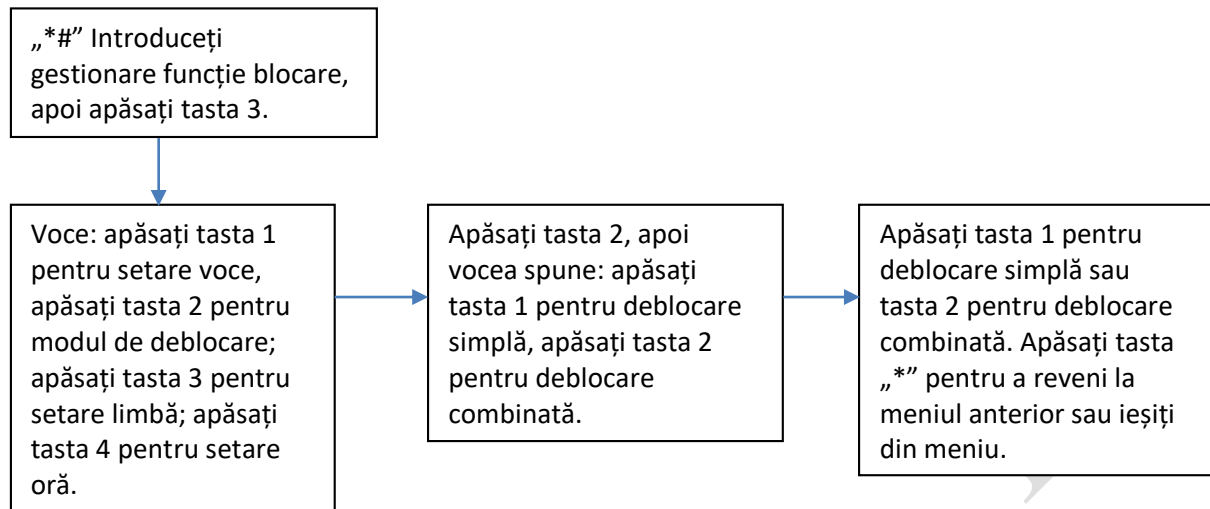 „*#” Introduceți
gestionare funcție blocare,
apoi apăsați tasta 3.
Voce: apăsați tasta 1
pentru setare voce,
apăsați tasta 2 pentru
modul de deblocare;
apăsați tasta 3 pentru
setare limbă; apăsați
tasta 4 pentru setare
oră.
Apăsați tasta 2, apoi
vocea spune: apăsați
tasta 1 pentru deblocare
simplă, apăsați tasta 2
pentru deblocare
combinată.
Apăsați tasta 1 pentru
deblocare simplă sau
tasta 2 pentru deblocare
combinată. Apăsați tasta
„*” pentru a reveni la
meniul anterior sau ieșiți
din meniu.